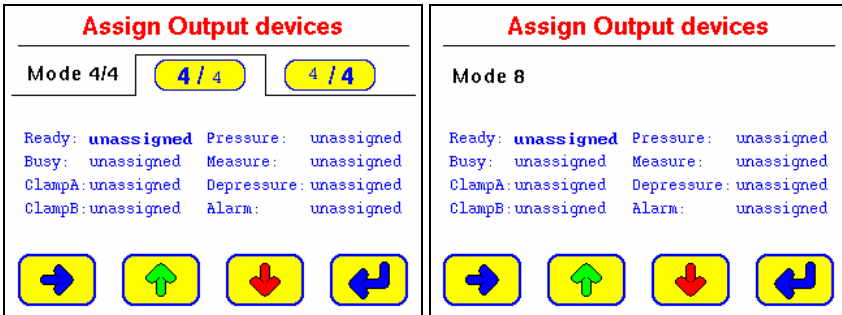 Assign Output devices
Mode 4/4 4 / 4 4 / 4
Ready: unassigned Pressure: unassigned
Busy: unassigned Measure: unassigned
ClampA: unassigned Depressure: unassigned
ClampB: unassigned Alarm: unassigned
Assign Output devices
Mode 8
Ready: unassigned Pressure: unassigned
Busy: unassigned Measure: unassigned
ClampA: unassigned Depressure: unassigned
ClampB: unassigned Alarm: unassigned